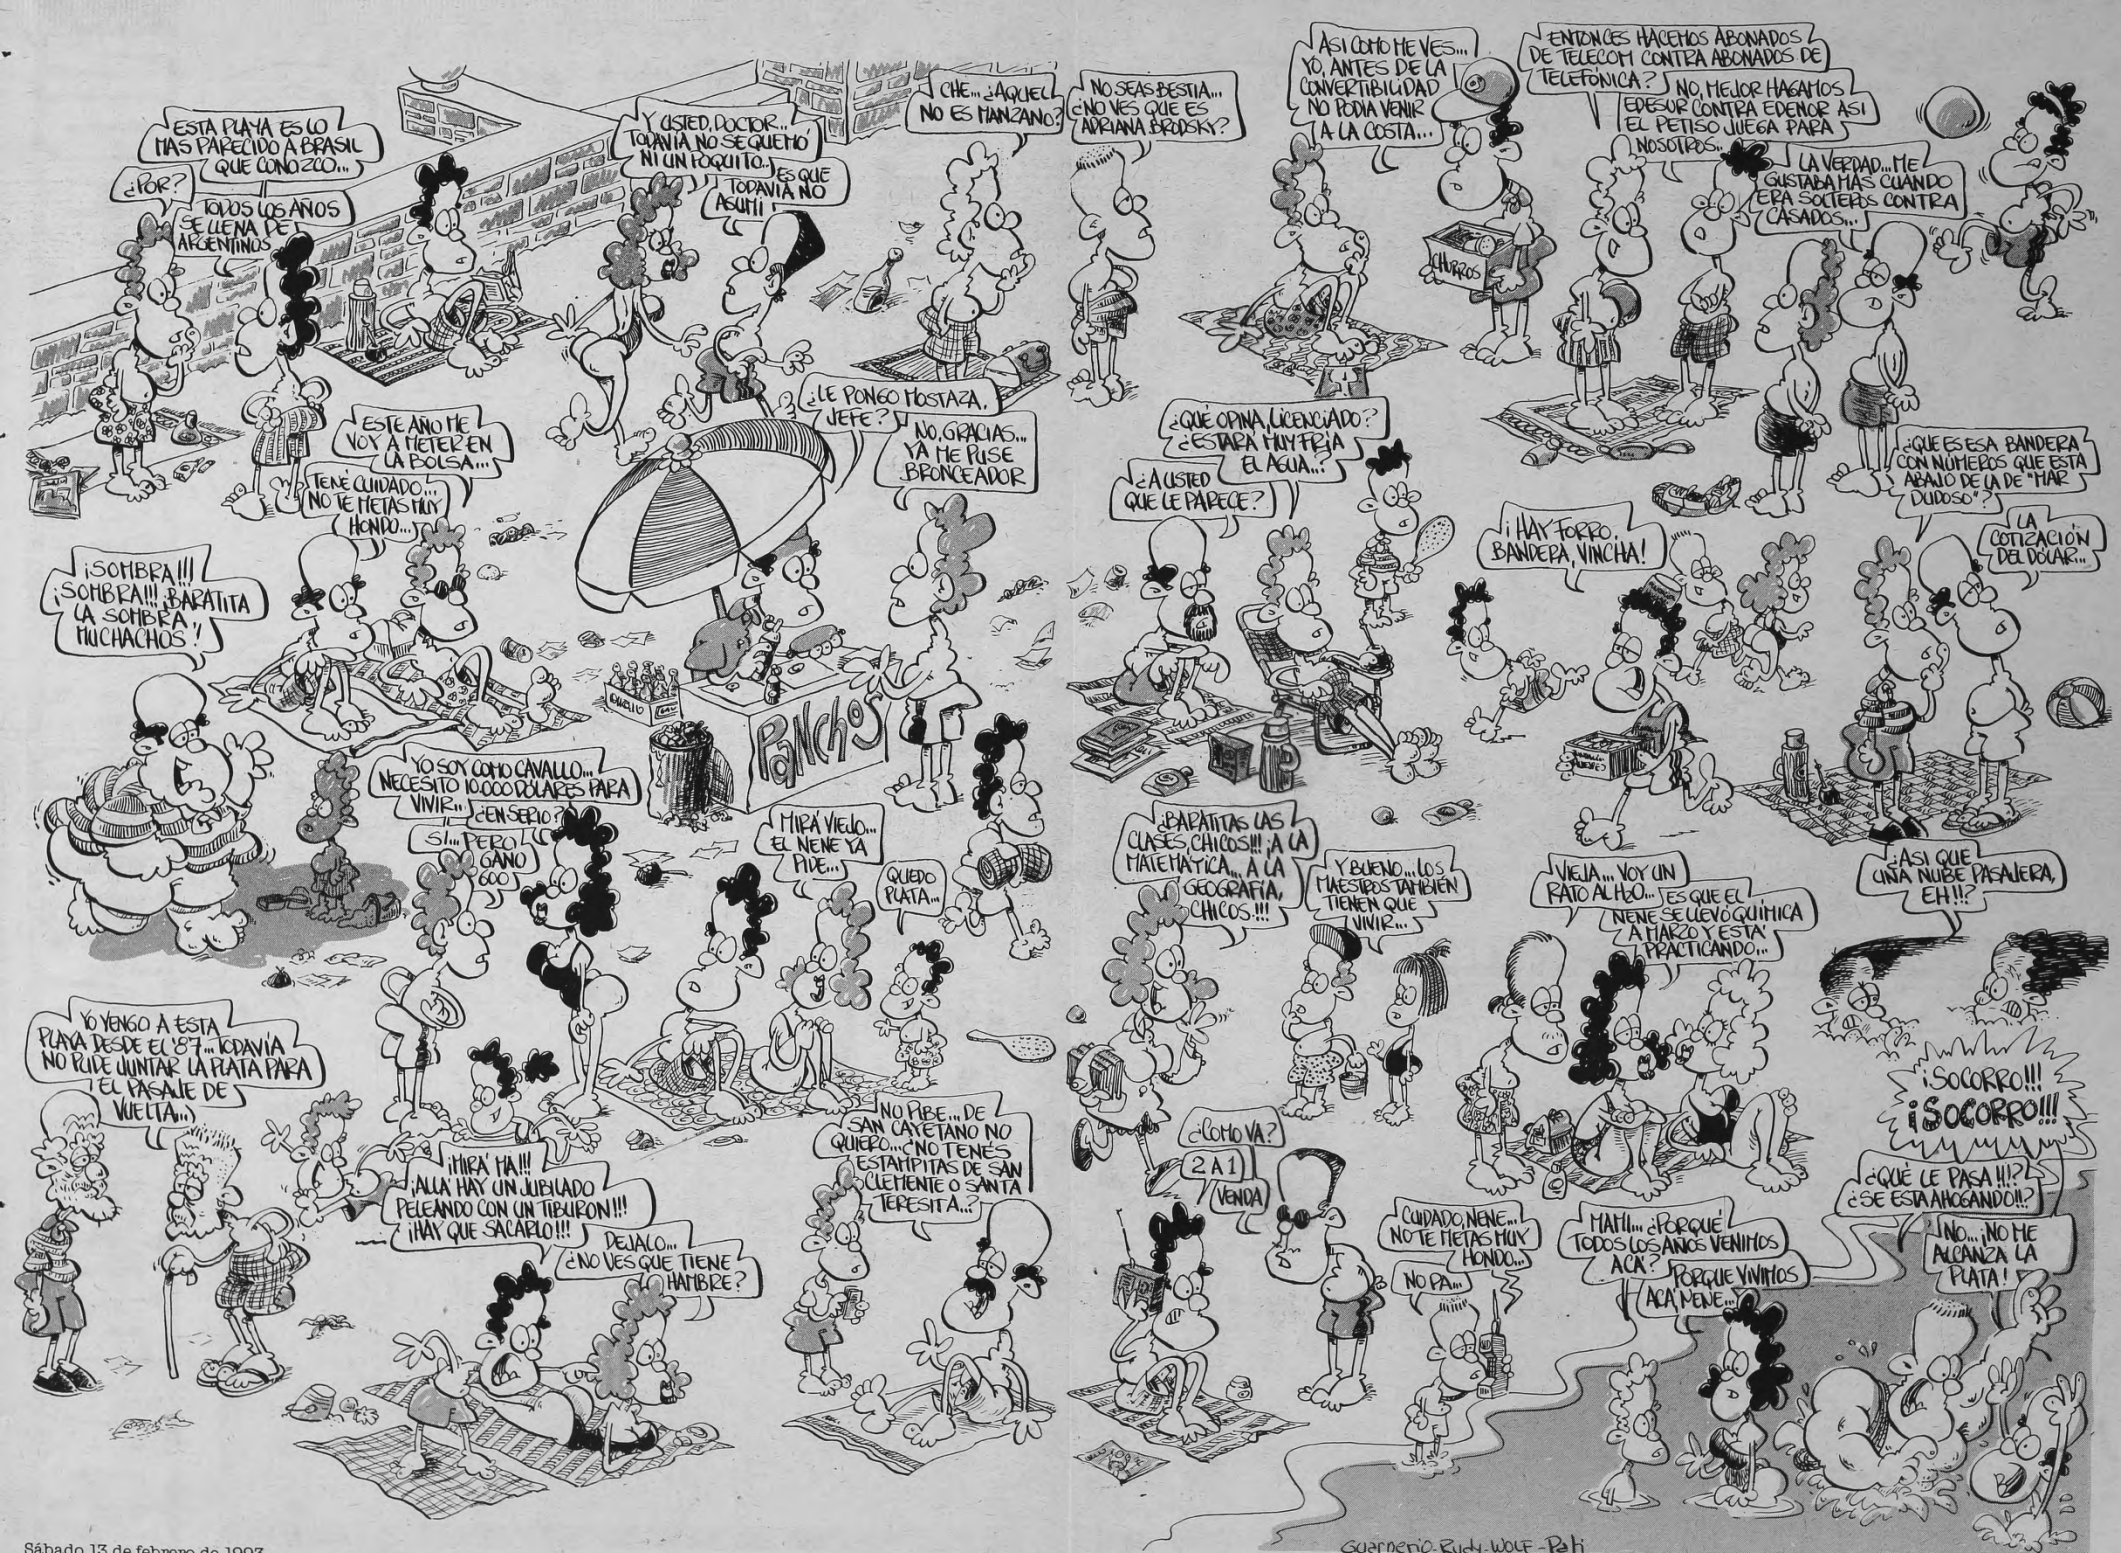 ESTA PLAYA ES LO
MAS PARECIDO A BRASIL
QUE CONOZCO...
¿POR?
TODOS LOS AÑOS
SE LLENA DE
ARGENTINOS
Y USTED, DOCTOR..
TODAVIA NO SE QUEMÓ
NI UN POQUITO...
ES QUE
TODAVIA NO
ASUMI
CHE... ¿AQUEL
NO ES MANZANO?
NO SEAS BESTIA...
¿NO VES QUE ES
ADRIANA BRODSKY?
ASI COMO ME VES...
YO, ANTES DE LA
CONVERTIBILIDAD
NO PODIA VENIR
A LA COSTA...
CHURROS
ENTONCES HACEMOS ABONADOS
DE TELECOM CONTRA ABONADOS DE
TELEFÓNICA?
NO, MEJOR HAGAMOS
EDESUR CONTRA EDENOR ASI
EL PETISO JUEGA PARA
NOSOTROS..
LA VERDAD...ME
GUSTABA MÁS CUANDO
ERA SOLTEROS CONTRA
CASADOS...
ESTE AÑO ME
VOY A METER EN
LA BOLSA...
TENÉ CUIDADO...
NO TE METAS MUY
HONDO...
¿LE PONGO MOSTAZA,
JEFE?
NO, GRACIAS...
YA ME PUSE
BRONCEADOR
PANCHOS
¿QUÉ OPINA, LICENCIADO?
¿ESTARÁ MUY FRÍA
EL AGUA...?
¿A USTED
QUE LE PARECE?
¡HAY FORRO,
BANDERA, VINCHA!
¿QUE ES ESA BANDERA
CON NÚMEROS QUE ESTÁ
ABAJO DE LA DE "MAR
DUDOSO"?
LA
COTIZACIÓN
DEL DÓLAR...
¡SOMBRA!!!
¡SOMBRA!!! ¡BARATITA
LA SOMBRA,
MUCHACHOS!
YO SOY COMO CAVALLO...
NECESITO 10.000 DÓLARES PARA
VIVIR...
¿EN SERIO?
SÍ... PERO
GANO
600
MIRÁ VIEJO...
EL NENE YA
PIDE...
QUEDO
PLATA...
¡BARATITAS LAS
CLASES, CHICOS!!! ¡A LA
MATEMÁTICA... A LA
GEOGRAFÍA,
CHICOS!!!
Y BUENO...LOS
MAESTROS TAMBIÉN
TIENEN QUE
VIVIR...
VIEJA... VOY UN
RATO AL H2O...
ES QUE EL
NENE SE LLEVÓ QUÍMICA
A MARZO Y ESTÁ
PRACTICANDO...
¿ASI QUE
UNA NUBE PASAJERA,
EH!!?
YO VENGO A ESTA
PLAYA DESDE EL '87...TODAVÍA
NO PUDE JUNTAR LA PLATA PARA
EL PASAJE DE
VUELTA...
¡MIRÁ MA!!!
¡ALLÁ HAY UN JUBILADO
PELEANDO CON UN TIBURON!!!
¡HAY QUE SACARLO!!!
DEJALO...
¿NO VES QUE TIENE
HAMBRE?
NO PIBE... DE
SAN CAYETANO NO
QUIERO...¿NO TENÉS
ESTAMPITAS DE SAN
CLEMENTE O SANTA
TERESITA...?
¿COMO VA?
2 A 1
VENDA
CUIDADO, NENE...
NO TE METAS MUY
HONDO...
NO PA...
MAMI... ¿PORQUÉ
TODOS LOS AÑOS VENIMOS
ACÁ?
PORQUE VIVIMOS
ACÁ NENE...
¡SOCORRO!!!
¡SOCORRO!!!
¿QUÉ LE PASA!!!?
¿SE ESTA AHOGANDO!!!?
NO... ¡NO ME
ALCANZA LA
PLATA!
Sábado 13 de febrero de 1993
Guarnerio-Rudy-WOLF-Pati